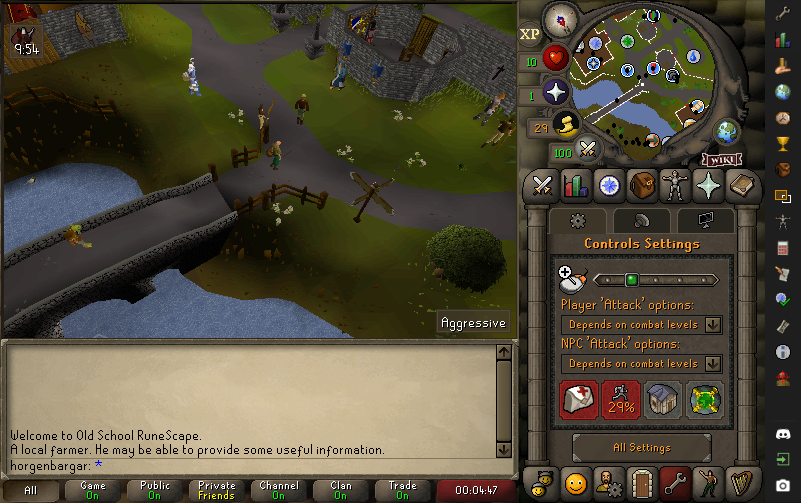 9:54
XP
10
1
29
100
WIKI
Controls Settings
Player 'Attack' options:
Depends on combat levels
NPC 'Attack' options:
Depends on combat levels
29%
All Settings
Aggressive
Welcome to Old School RuneScape.
A local farmer. He may be able to provide some useful information.
horgenbargar: *
All
Game
On
Public
On
Private
Friends
Channel
On
Clan
On
Trade
On
00:04:47